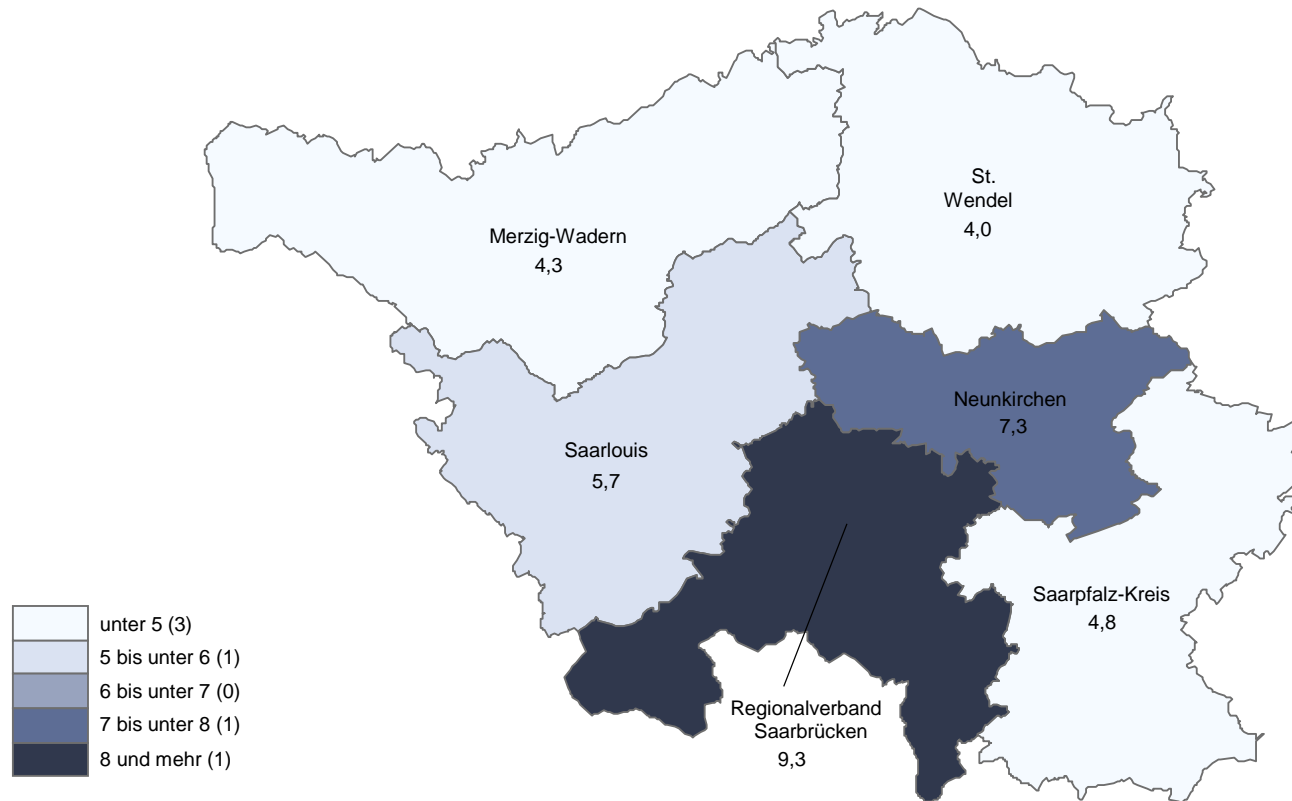 St.
Wendel
4,0
Merzig-Wadern
4,3
Neunkirchen
7,3
Saarlouis
5,7
Saarpfalz-Kreis
4,8
Regionalverband
Saarbrücken
9,3
unter 5 (3)
5 bis unter 6 (1)
6 bis unter 7 (0)
7 bis unter 8 (1)
8 und mehr (1)